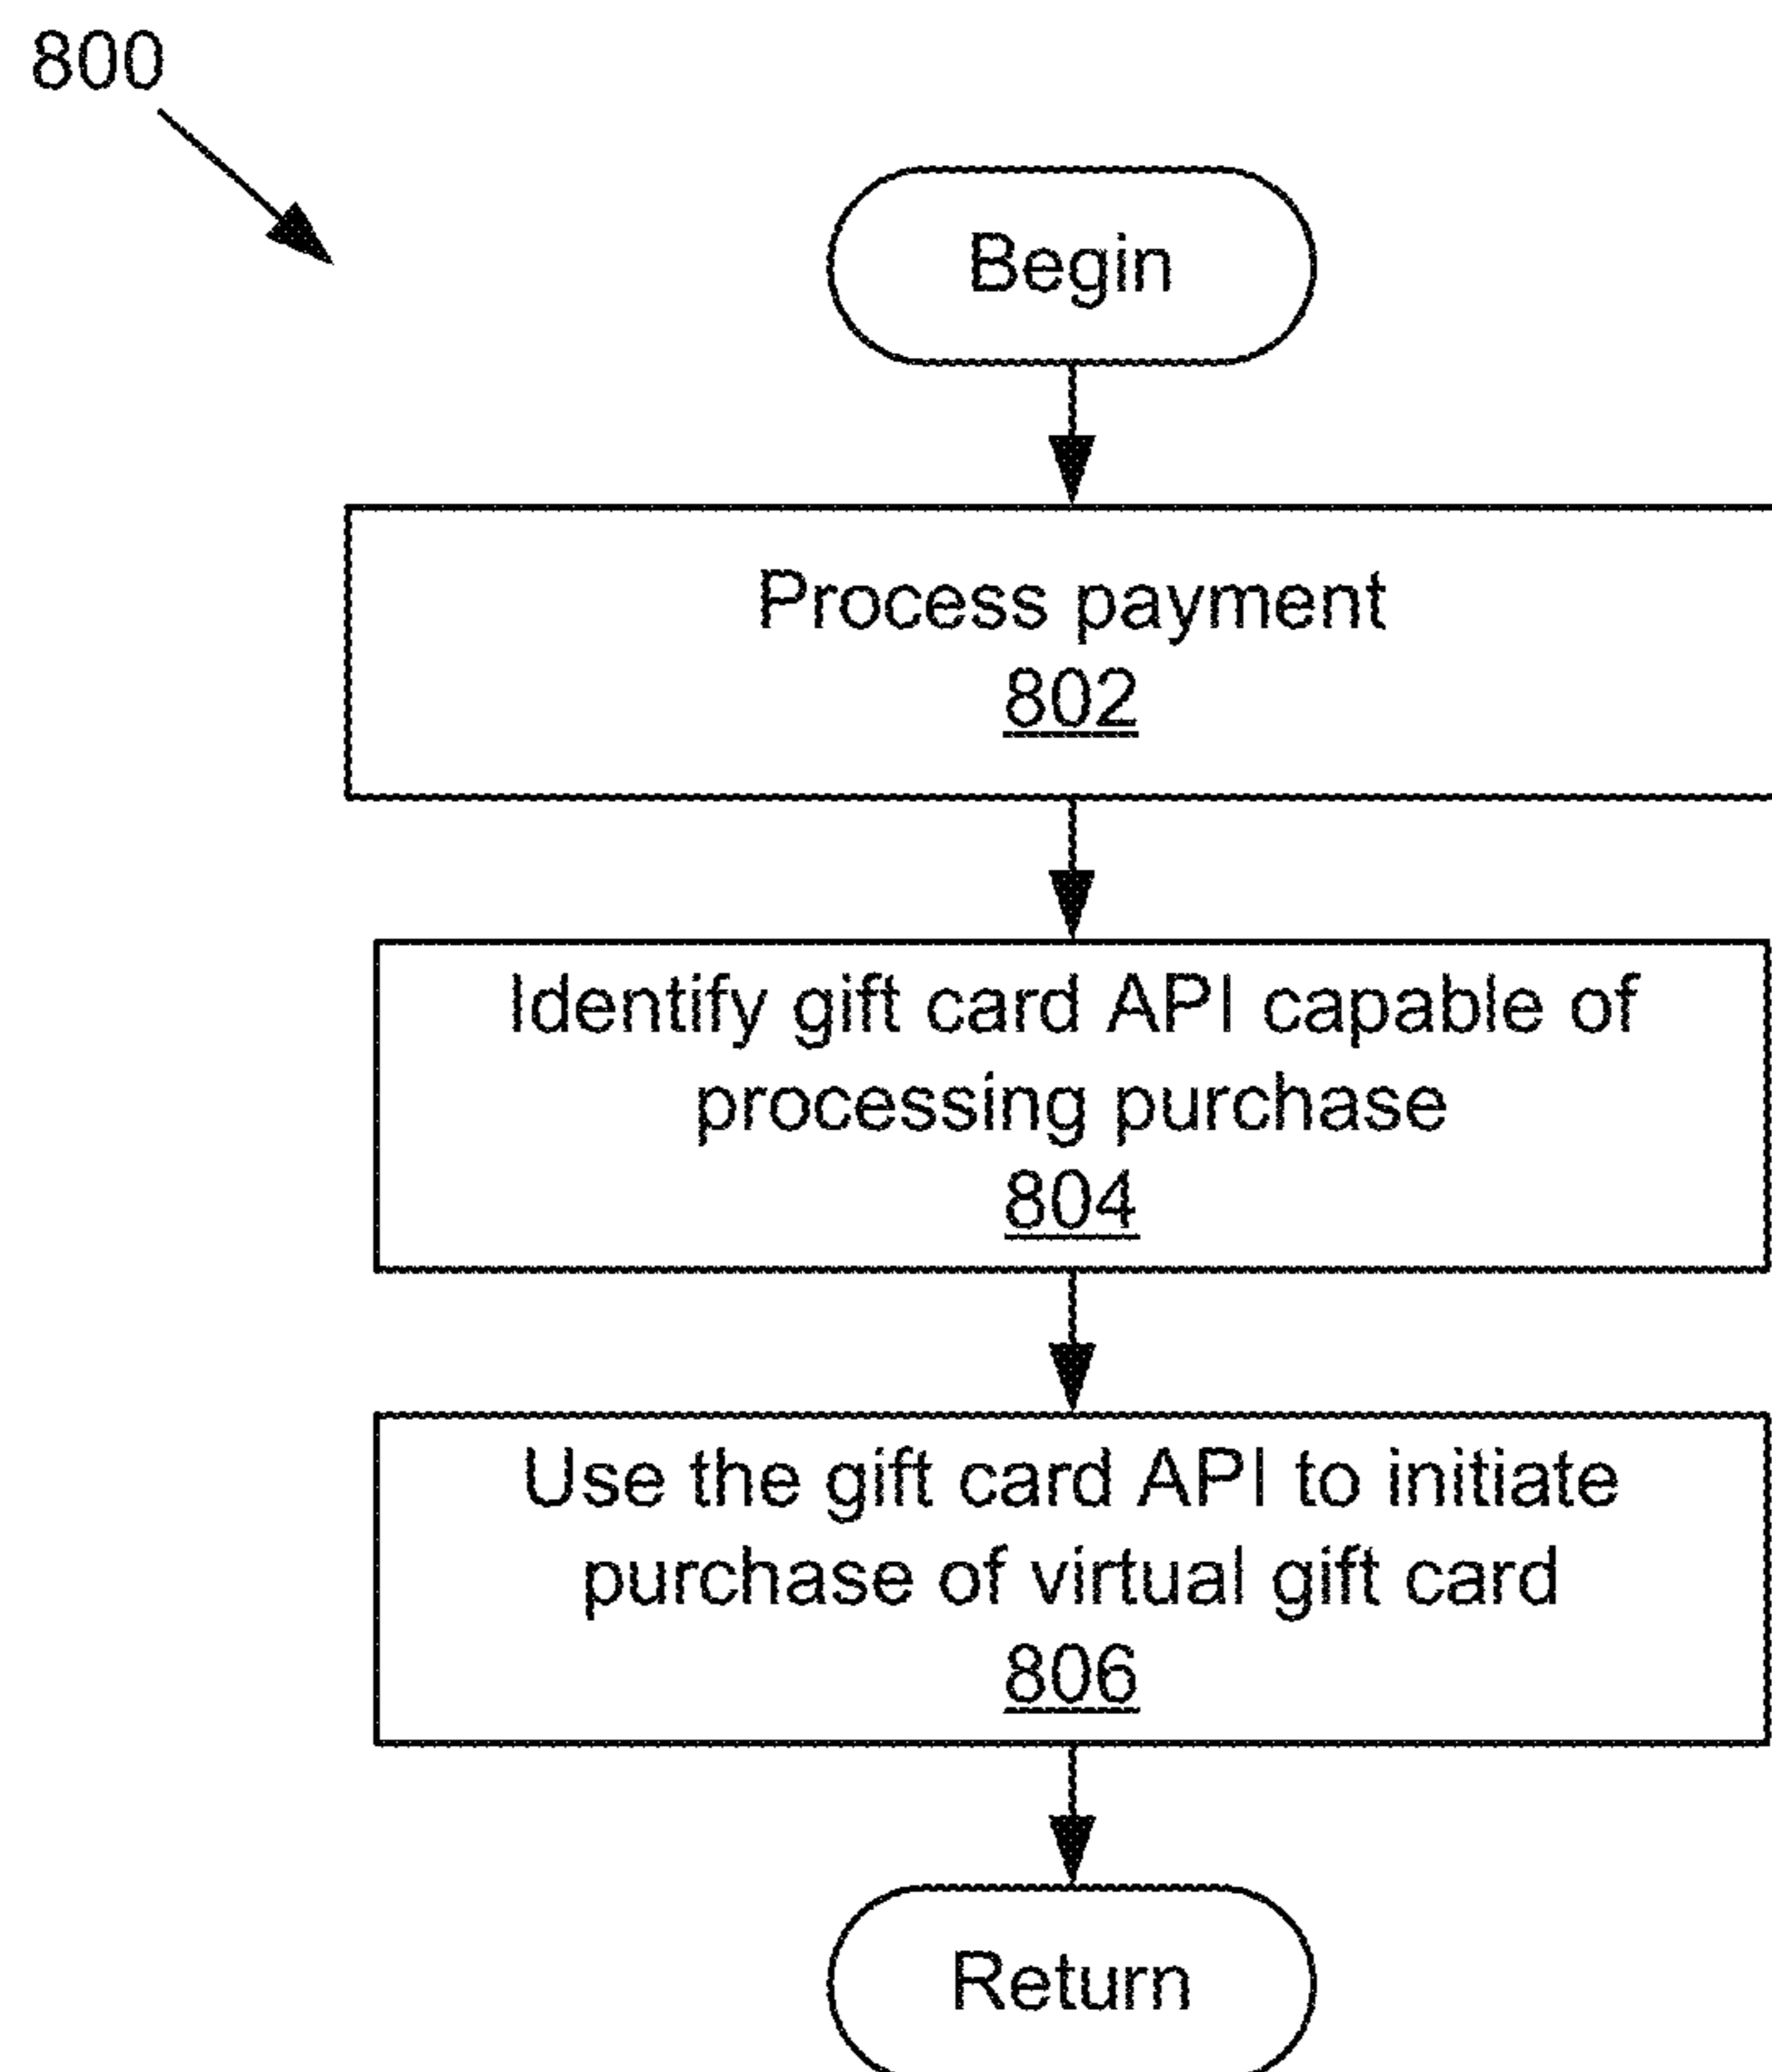 800
Begin
Process payment
802
Identify gift card API capable of
processing purchase
804
Use the gift card API to initiate
purchase of virtual gift card
806
Return